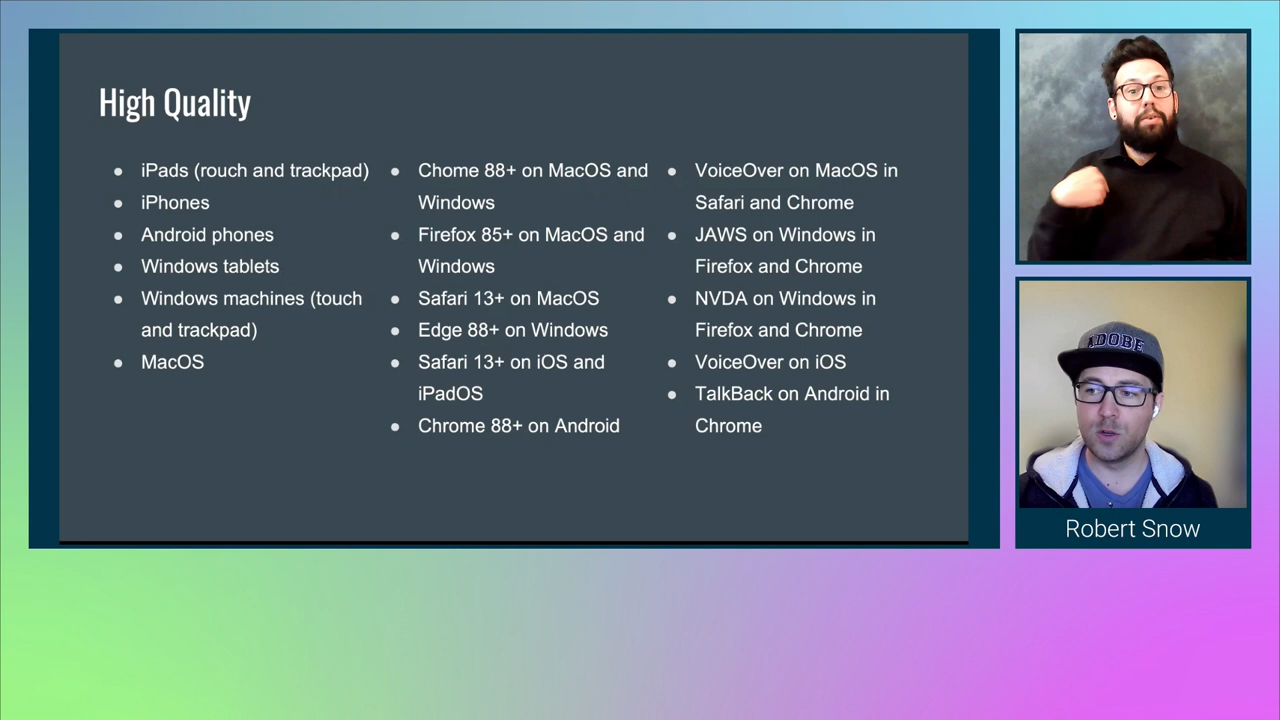 High Quality
● iPads (rouch and trackpad)
● iPhones
● Android phones
● Windows tablets
● Windows machines (touch
and trackpad)
● MacOS
● Chome 88+ on MacOS and
Windows
● Firefox 85+ on MacOS and
Windows
● Safari 13+ on MacOS
● Edge 88+ on Windows
● Safari 13+ on iOS and
iPadOS
● Chrome 88+ on Android
● VoiceOver on MacOS in
Safari and Chrome
● JAWS on Windows in
Firefox and Chrome
● NVDA on Windows in
Firefox and Chrome
● VoiceOver on iOS
● TalkBack on Android in
Chrome
ADOBE
Robert Snow